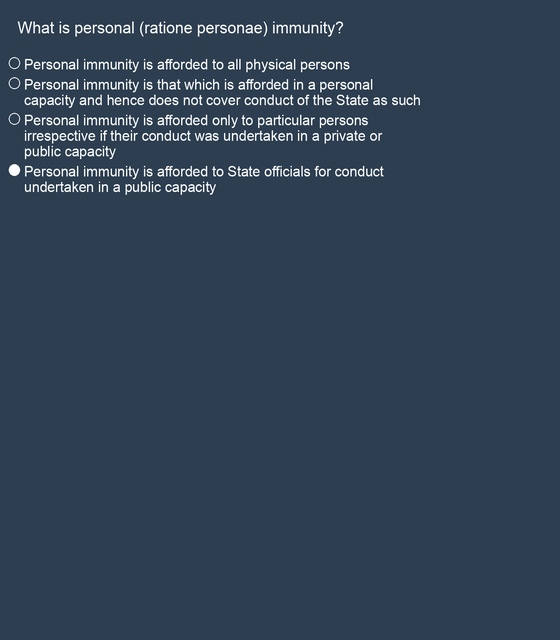 What is personal (ratione personae) immunity?
Personal immunity is afforded to all physical persons
Personal immunity is that which is afforded in a personal
capacity and hence does not cover conduct of the State as such
Personal immunity is afforded only to particular persons
irrespective if their conduct was undertaken in a private or
public capacity
Personal immunity is afforded to State officials for conduct
undertaken in a public capacity